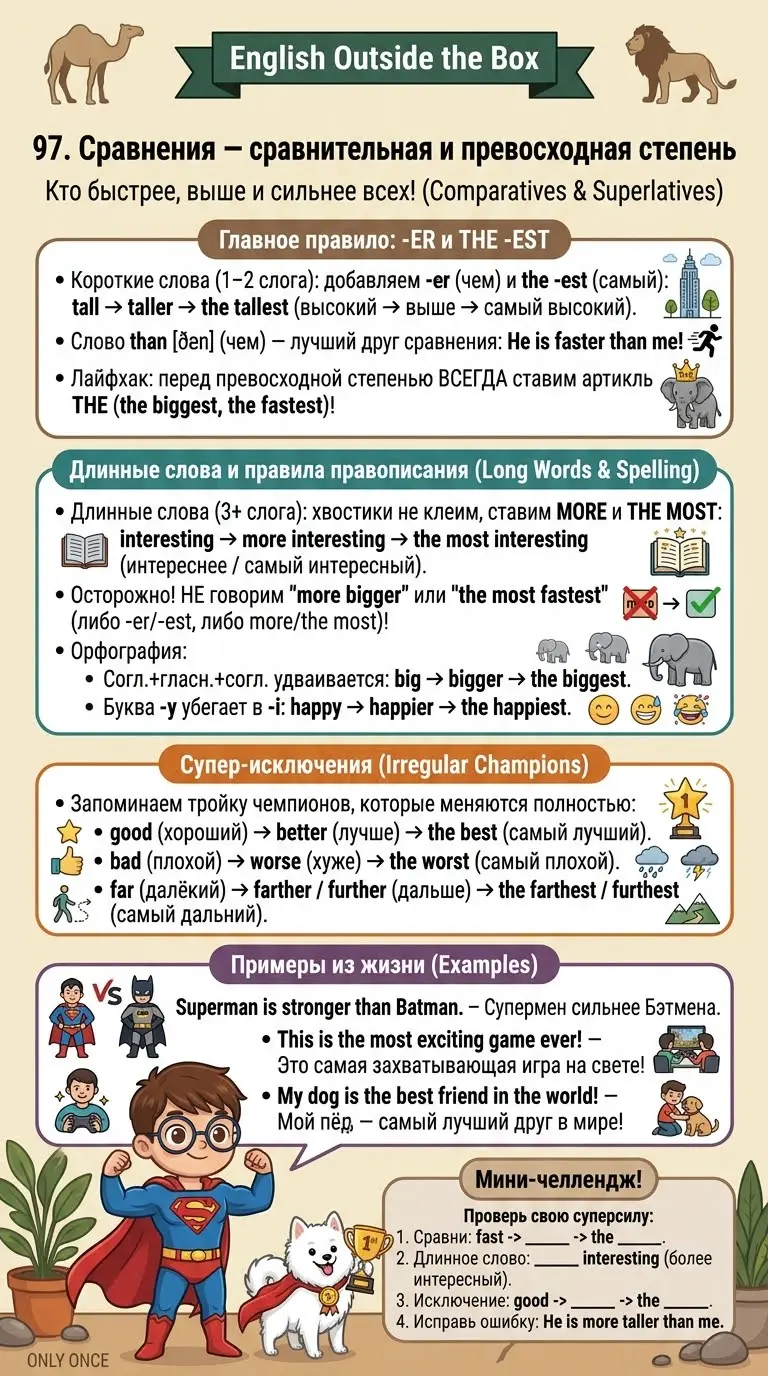 English Outside the Box
97. Сравнения — сравнительная и превосходная степень
Кто быстрее, выше и сильнее всех! (Comparatives & Superlatives)
Главное правило: -ER и THE -EST
• Короткие слова (1–2 слога): добавляем -er (чем) и the -est (самый):
tall → taller → the tallest (высокий → выше → самый высокий).
• Слово than [ðən] (чем) — лучший друг сравнения: He is faster than me!
• Лайфхак: перед превосходной степенью ВСЕГДА ставим артикль
THE (the biggest, the fastest)!
Длинные слова и правила правописания (Long Words & Spelling)
• Длинные слова (3+ слога): хвостики не клеим, ставим MORE и THE MOST:
interesting → more interesting → the most interesting
(интереснее / самый интересный).
• Осторожно! НЕ говорим "more bigger" или "the most fastest"
(либо -er/-est, либо more/the most)!
• Орфография:
• Согл.+гласн.+согл. удваивается: big → bigger → the biggest.
• Буква -y убегает в -i: happy → happier → the happiest.
Супер-исключения (Irregular Champions)
• Запоминаем тройку чемпионов, которые меняются полностью:
1
• good (хороший) → better (лучше) → the best (самый лучший).
• bad (плохой) → worse (хуже) → the worst (самый плохой).
• far (далёкий) → farther / further (дальше) → the farthest / furthest
(самый дальний).
Примеры из жизни (Examples)
VS
Superman is stronger than Batman. – Супермен сильнее Бэтмена.
• This is the most exciting game ever! —
Это самая захватывающая игра на свете!
• My dog is the best friend in the world! —
Мой пёд, — самый лучший друг в мире!
S
1st
Мини-челлендж!
Проверь свою суперсилу:
1. Сравни: fast -> _____ -> the _____.
2. Длинное слово: _____ interesting (более
интересный).
3. Исключение: good -> _____ -> the _____.
4. Исправь ошибку: He is more taller than me.
ONLY ONCE